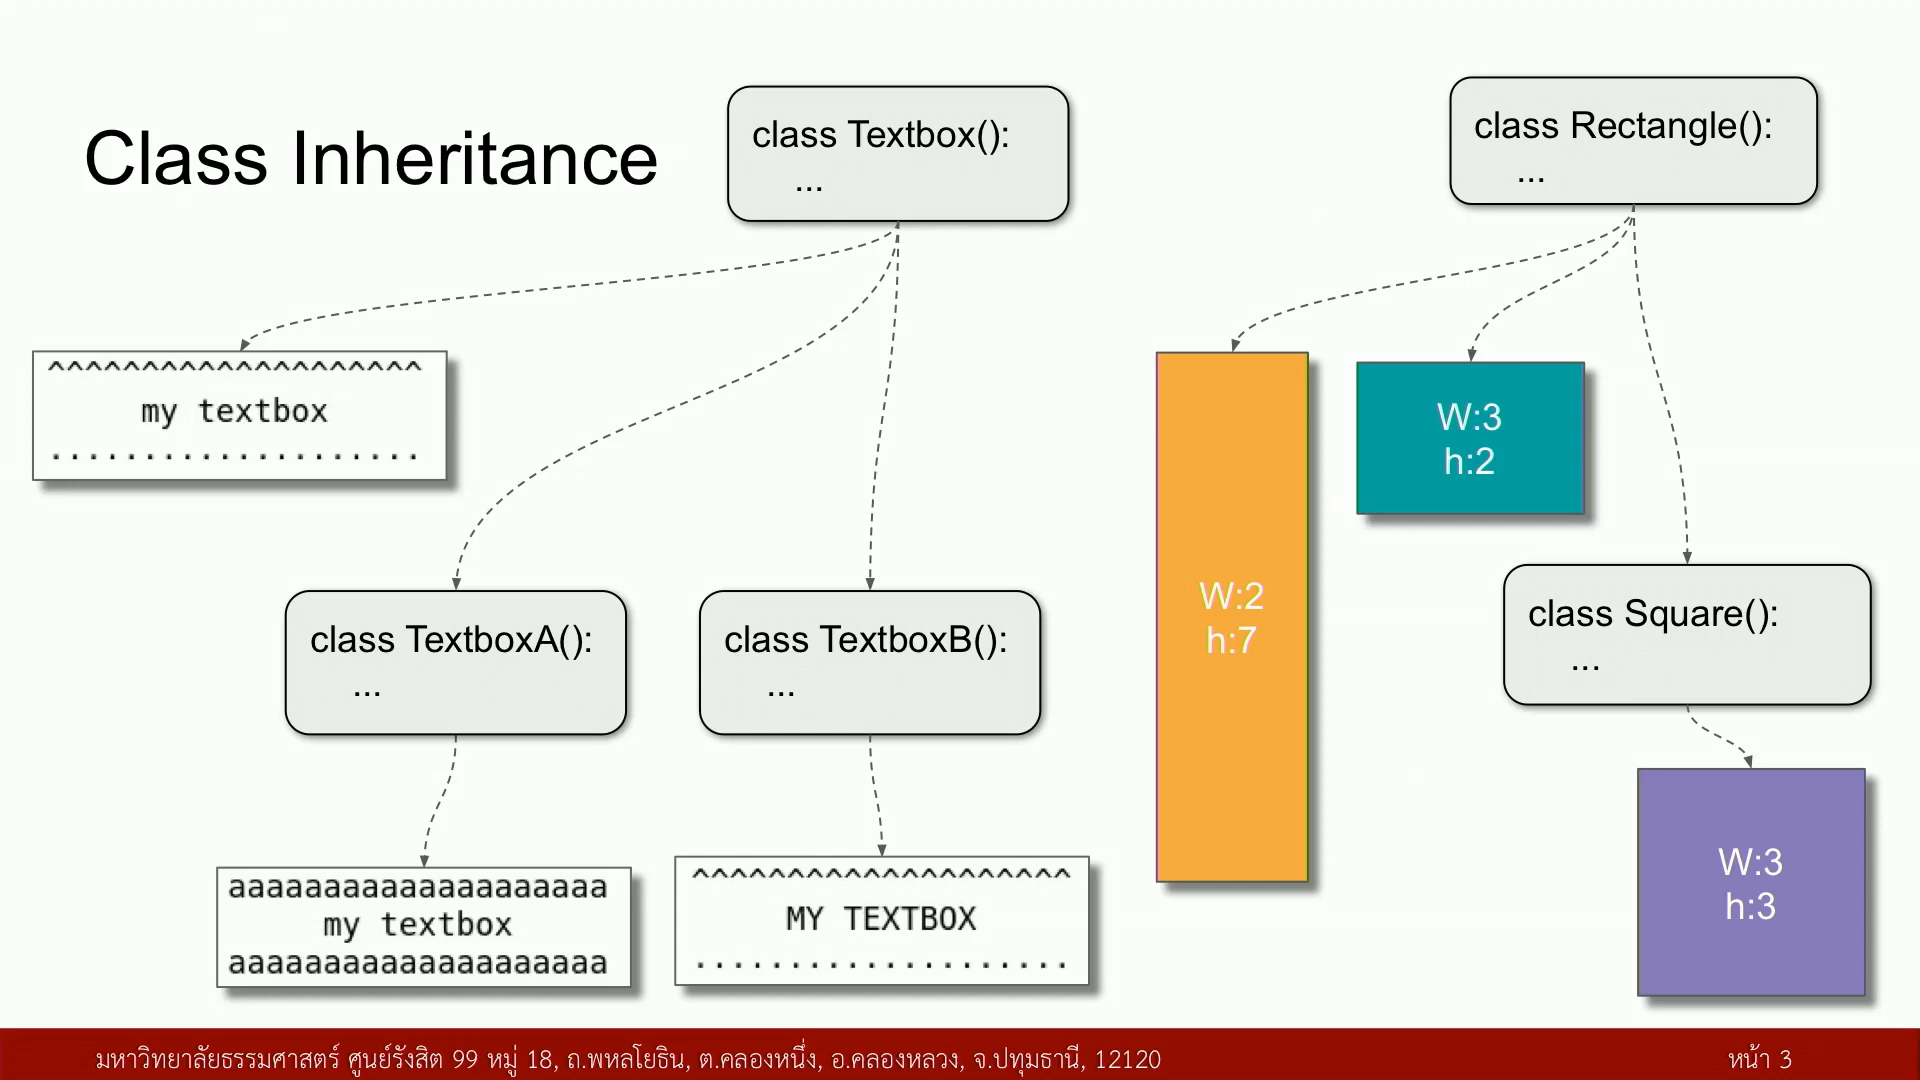 Class Inheritance
class Textbox():
...
class Rectangle():
...
^^^^^^^^^^^^^^^^^^^^
my textbox
....................
W:2
h:7
W:3
h:2
class TextboxA():
...
class TextboxB():
...
class Square():
...
aaaaaaaaaaaaaaaaaaaa
my textbox
aaaaaaaaaaaaaaaaaaaa
^^^^^^^^^^^^^^^^^^^^
MY TEXTBOX
....................
W:3
h:3
มหาวิทยาลัยธรรมศาสตร์ ศูนย์รังสิต 99 หมู่ 18, ถ.พหลโยธิน, ต.คลองหนึ่ง, อ.คลองหลวง, จ.ปทุมธานี, 12120
หน้า 3